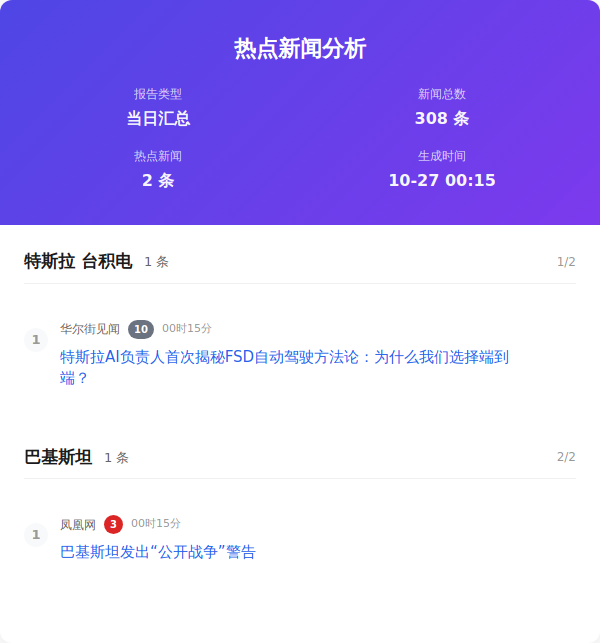 热点新闻分析
报告类型
新闻总数
当日汇总
308 条
热点新闻
生成时间
2 条
10-27 00:15
特斯拉 台积电 1 条 1/2
1
华尔街见闻 10 00时15分
特斯拉AI负责人首次揭秘FSD自动驾驶方法论：为什么我们选择端到
端？
巴基斯坦 1 条 2/2
1
凤凰网 3 00时15分
巴基斯坦发出“公开战争”警告